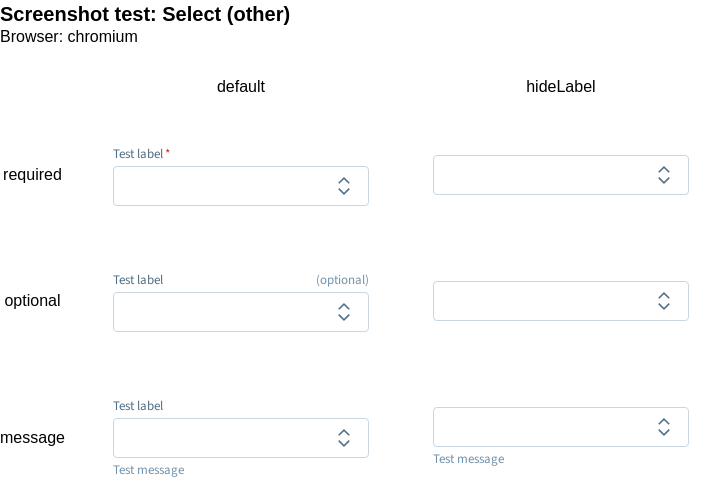 Screenshot test: Select (other)
Browser: chromium
default hideLabel
Test label *
required
Test label (optional)
optional
Test label
message
Test message
Test message